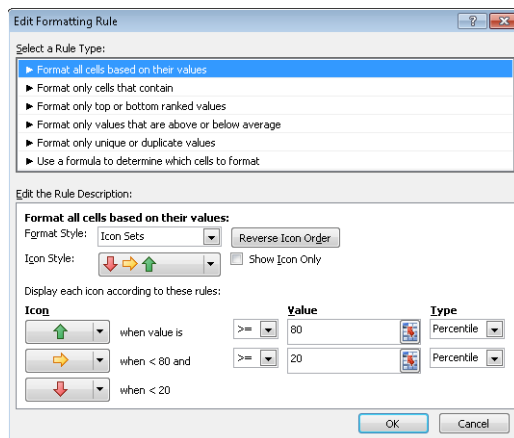 Edit Formatting Rule
Select a Rule Type:
► Format all cells based on their values
► Format only cells that contain
► Format only top or bottom ranked values
► Format only values that are above or below average
► Format only unique or duplicate values
► Use a formula to determine which cells to format
Edit the Rule Description:
Format all cells based on their values:
Format Style: Icon Sets Reverse Icon Order
Icon Style: Show Icon Only
Display each icon according to these rules:
Icon Value Type
when value is >= 80 Percentile
when < 80 and >= 20 Percentile
when < 20
OK Cancel